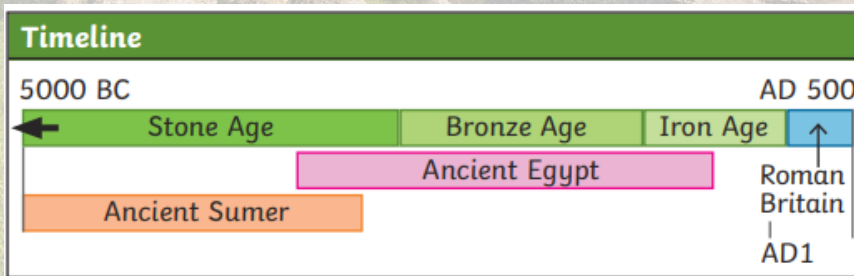 Timeline
5000 BC AD 500
Stone Age Bronze Age Iron Age
Ancient Egypt
Roman
Britain
Ancient Sumer
AD1